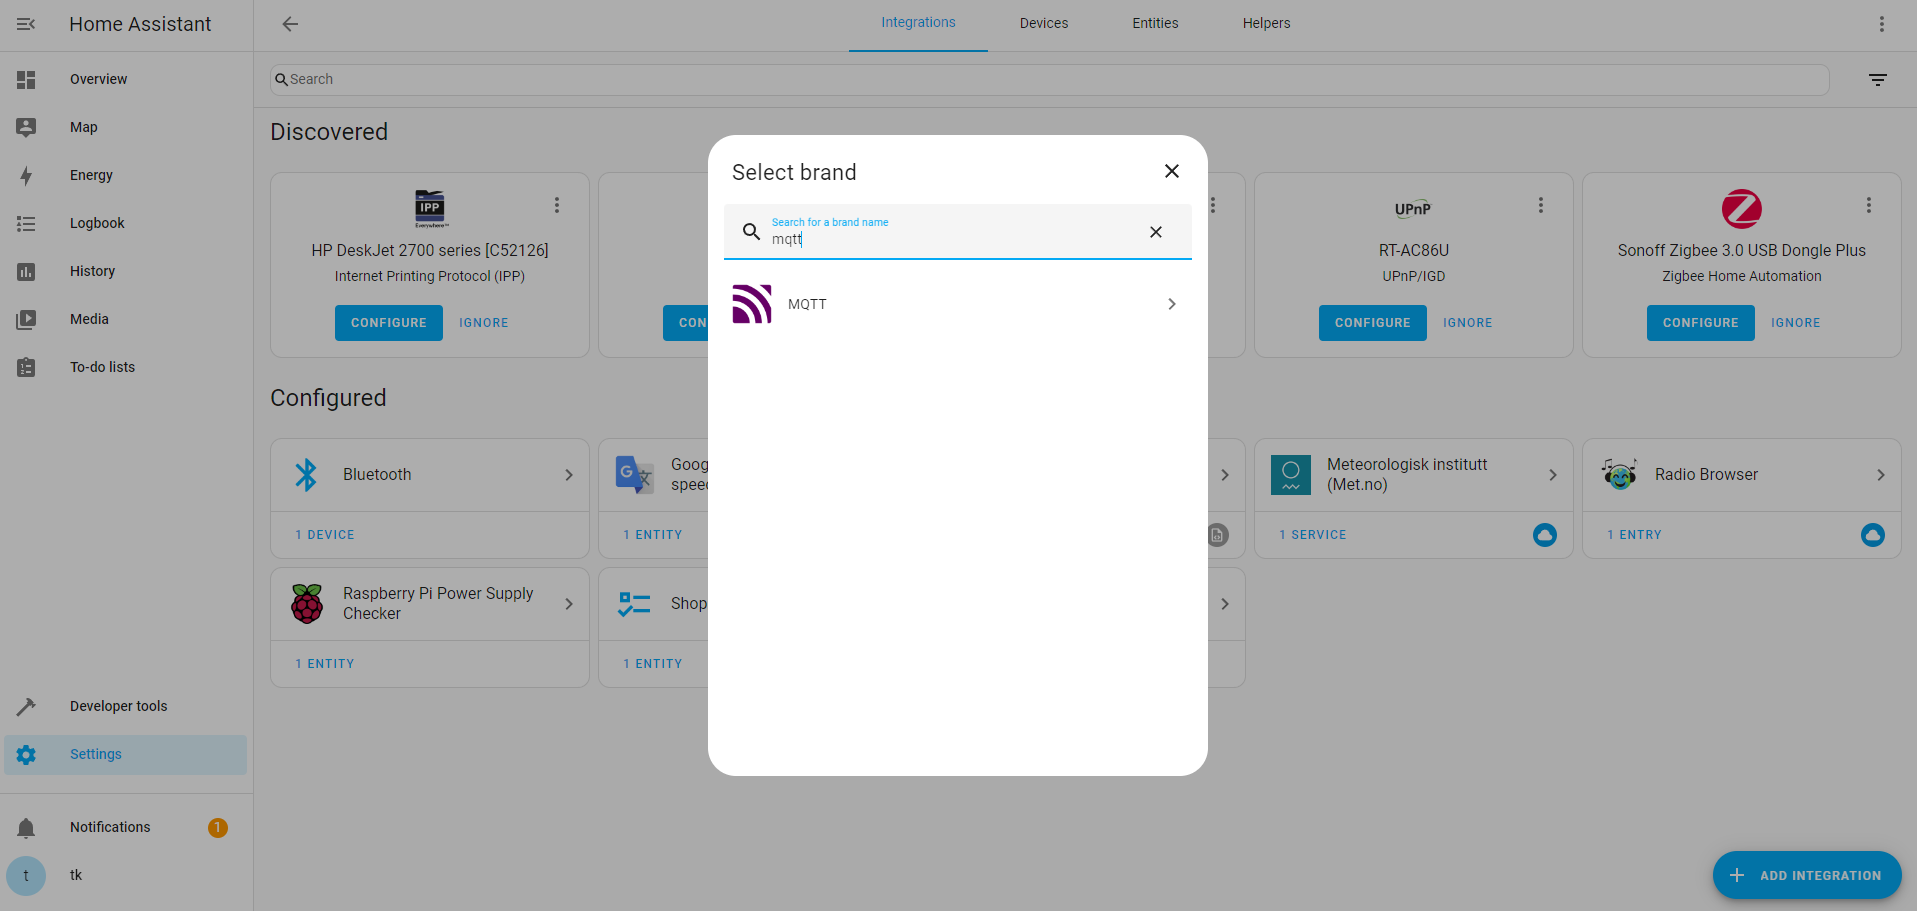 Home Assistant
Integrations
Devices
Entities
Helpers
Overview
Map
Energy
Logbook
History
Media
To-do lists
Developer tools
Settings
Notifications
1
t
tk
Search
Discovered
IPP
Everywhere
HP DeskJet 2700 series [C52126]
Internet Printing Protocol (IPP)
CONFIGURE
IGNORE
CON
UPnP
RT-AC86U
UPnP/IGD
CONFIGURE
IGNORE
Sonoff Zigbee 3.0 USB Dongle Plus
Zigbee Home Automation
CONFIGURE
IGNORE
Select brand
Search for a brand name
mqtt
MQTT
Configured
Bluetooth
1 DEVICE
G
Goog
speec
1 ENTITY
Meteorologisk institutt
(Met.no)
1 SERVICE
Radio Browser
1 ENTRY
Raspberry Pi Power Supply
Checker
1 ENTITY
Shop
1 ENTITY
ADD INTEGRATION